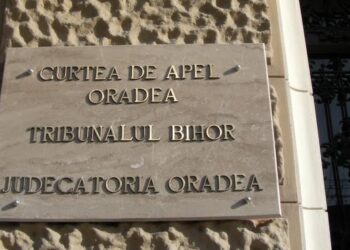 CURTEA DE APEL
ORADEA
TRIBUNALUL BIHOR
JUDECATORIA ORADEA